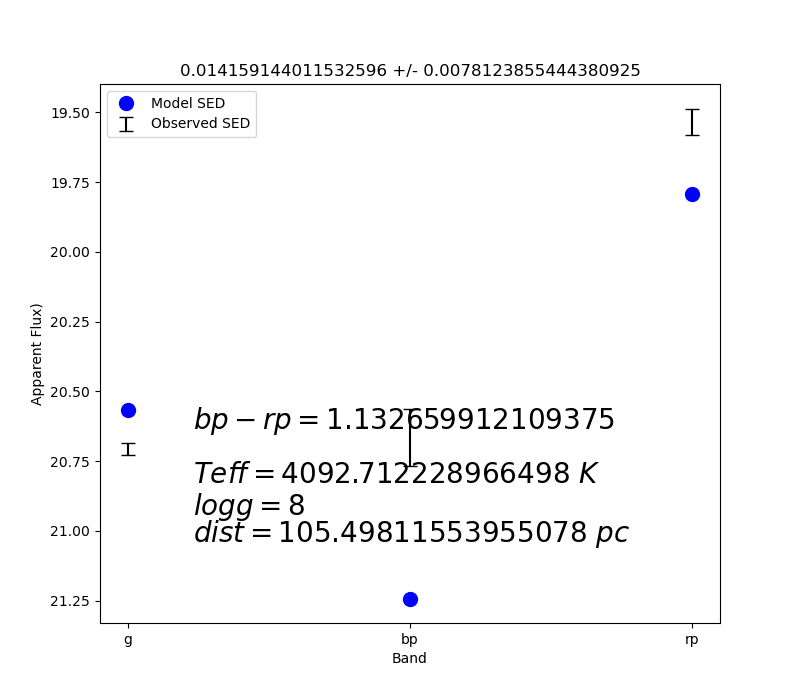 0.014159144011532596 +/- 0.0078123855444380925
Model SED
Observed SED
19.50
19.75
20.00
20.25
20.50
20.75
21.00
21.25
Apparent Flux)
bp − rp = 1.132659912109375
Teff = 4092.712228966498 K
logg = 8
dist = 105.49811553955078 pc
g
bp
rp
Band